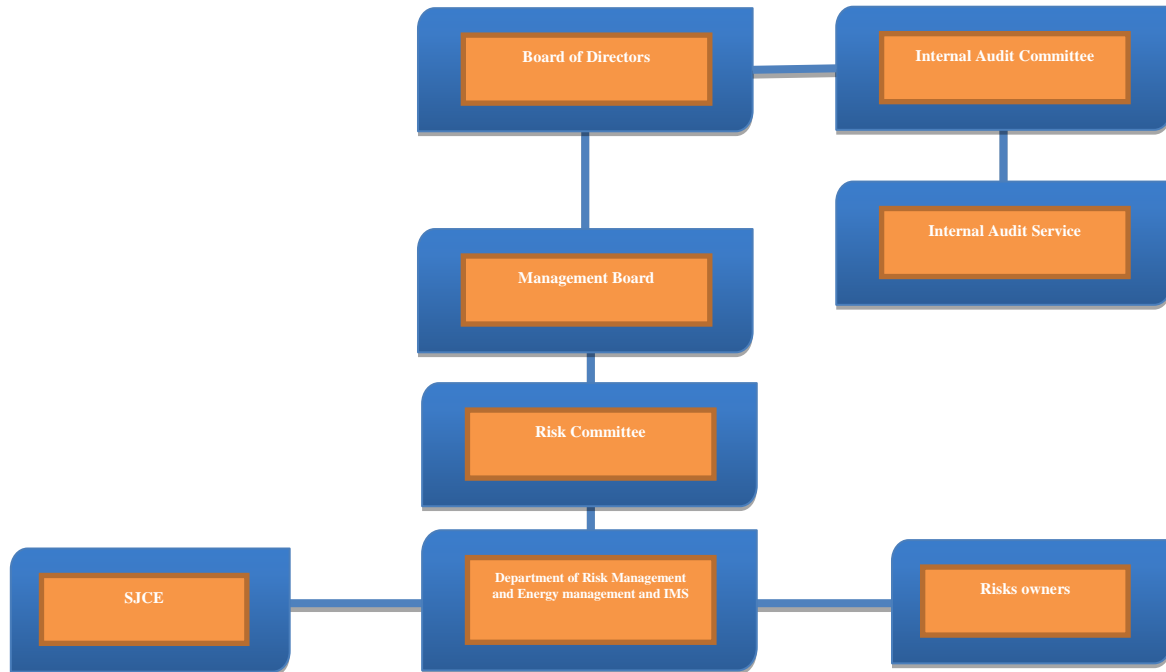 Board of Directors
Internal Audit Committee
Internal Audit Service
Management Board
Risk Committee
SJCE
Department of Risk Management
and Energy management and IMS
Risks owners